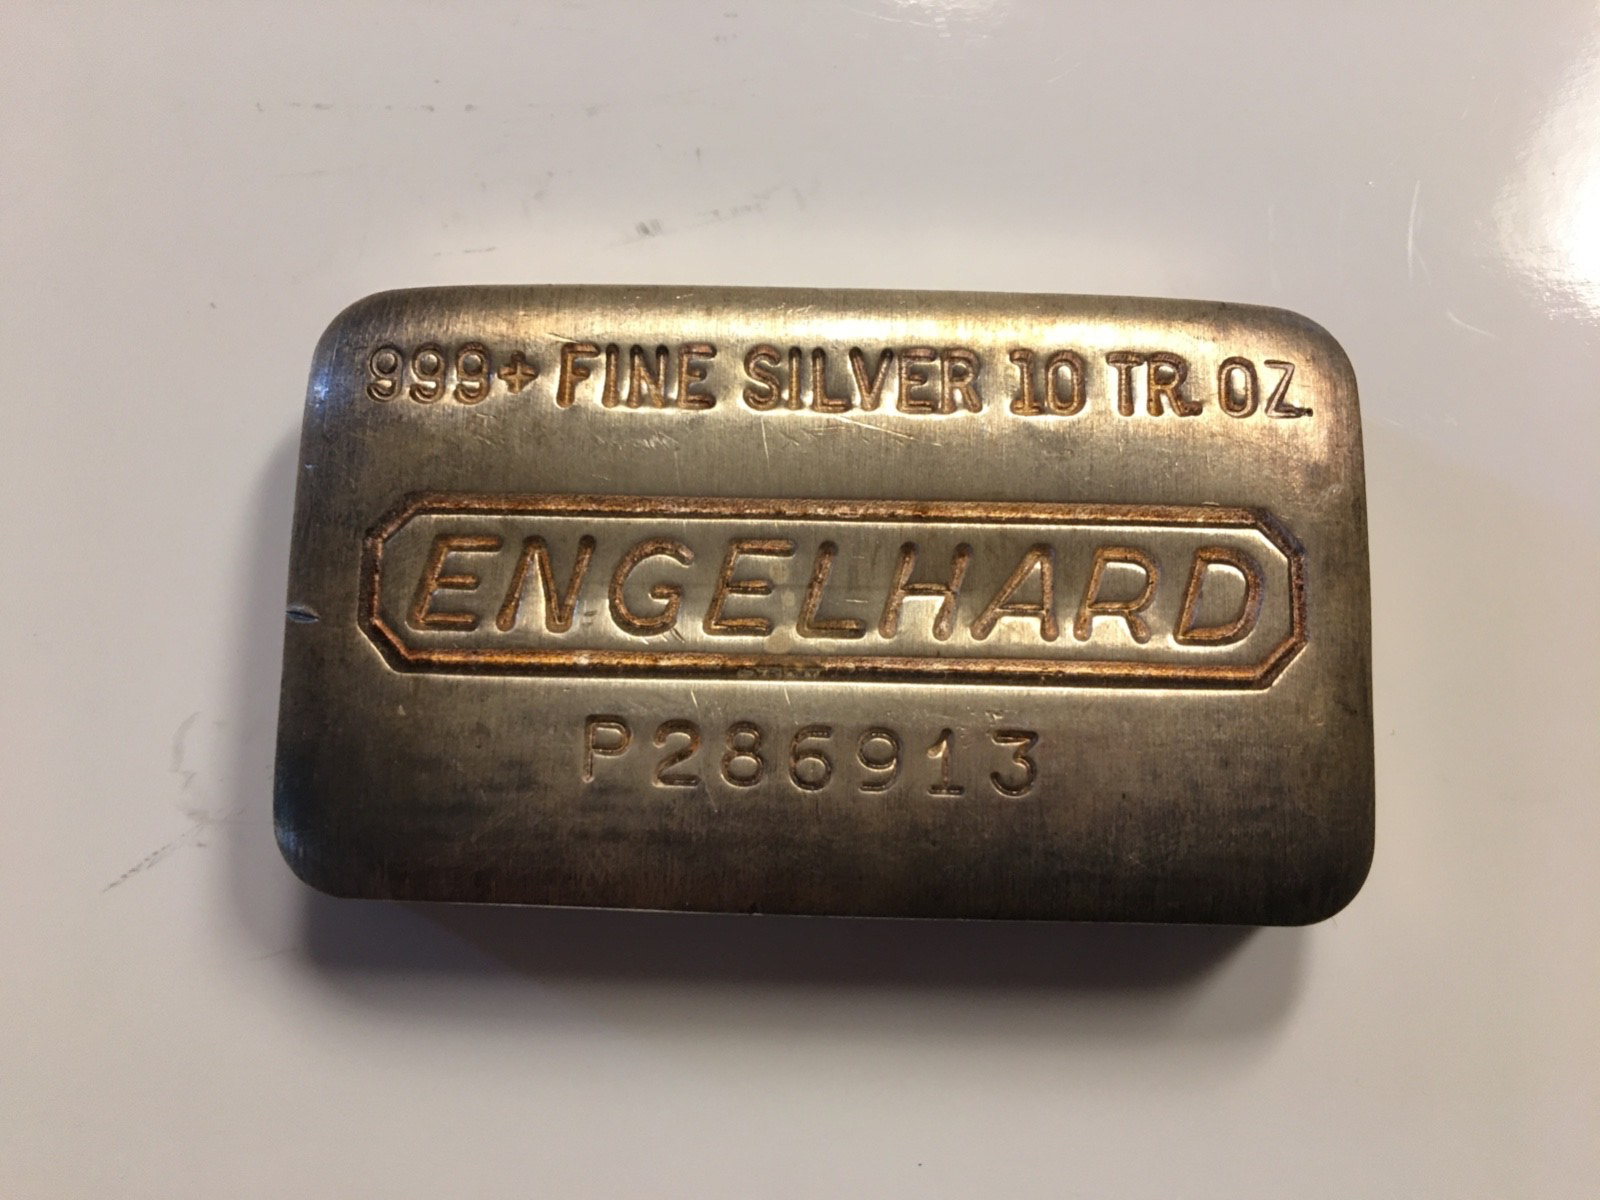 999+ FINE SILVER 10 TR. OZ.
ENGELHARD
P286913